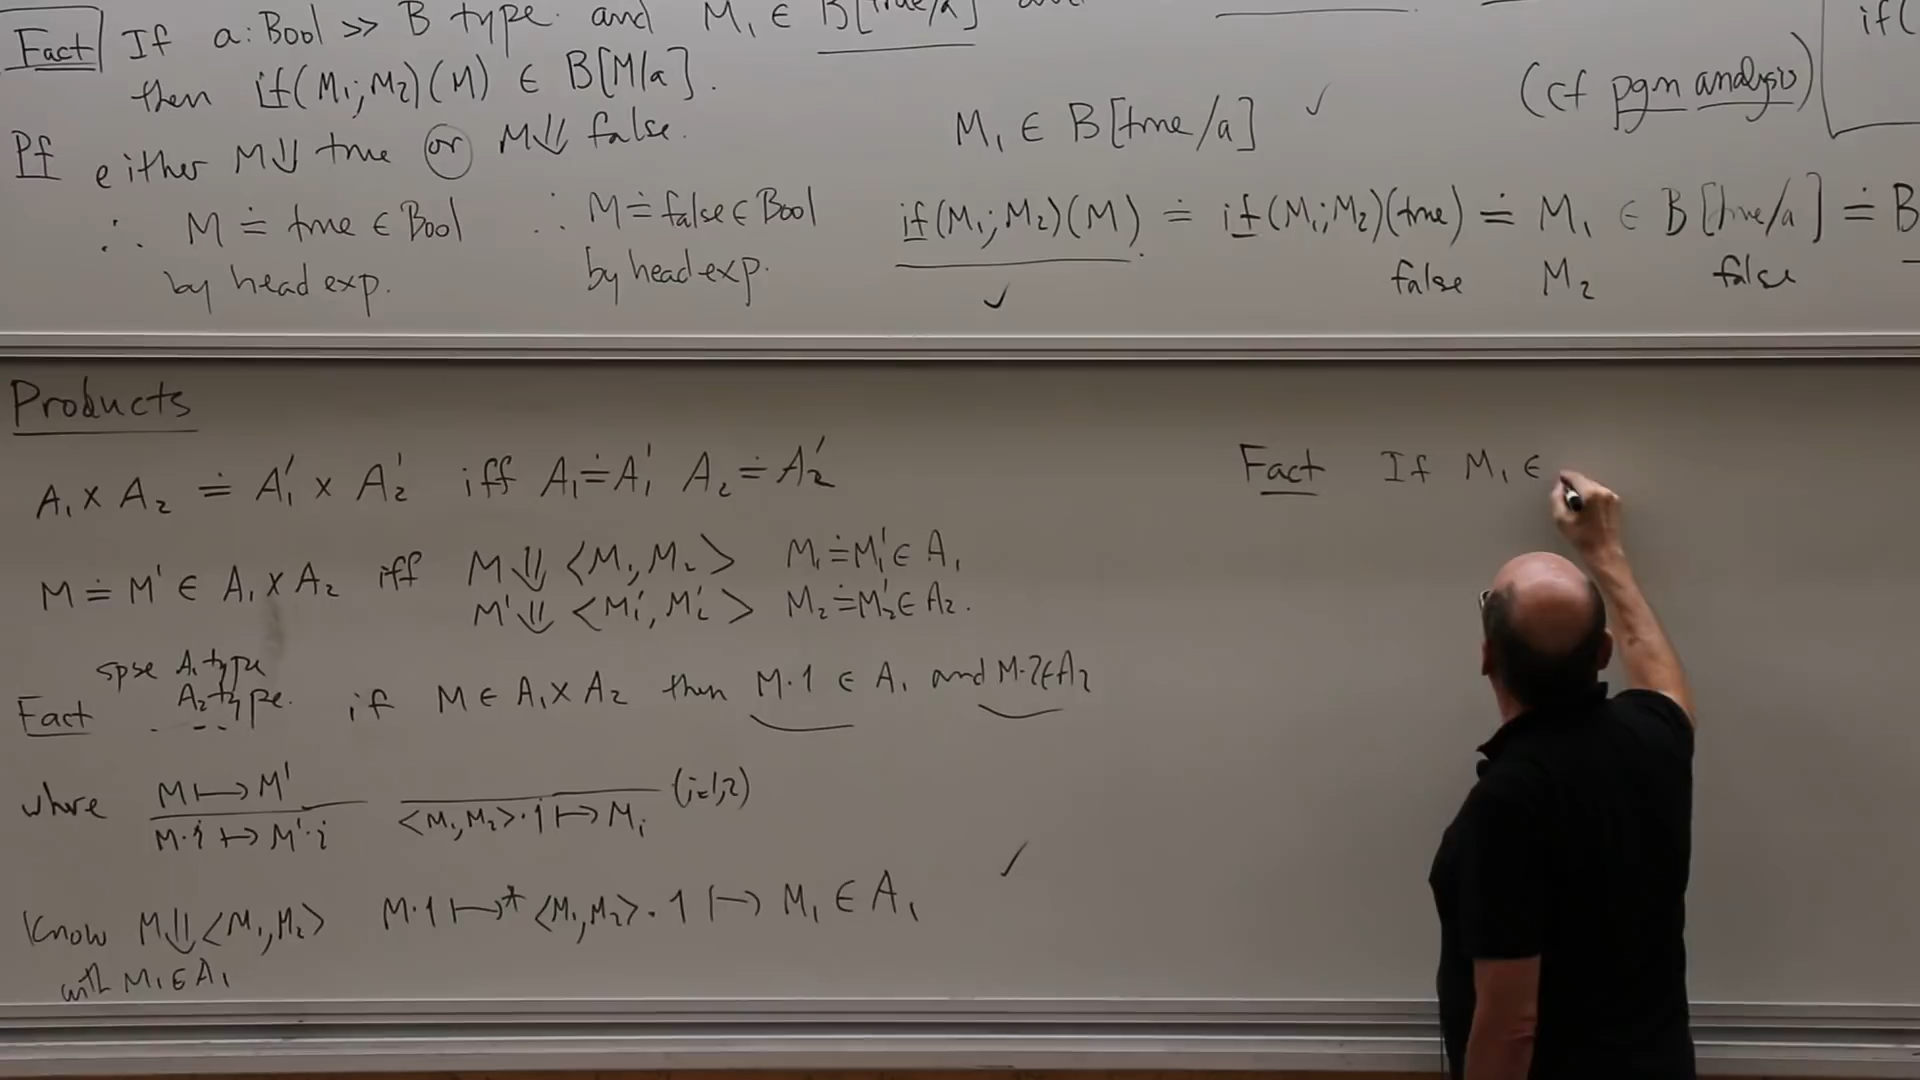 Fact If a : Bool >> B type and M₁ ∈ B[true/a]
then if(M₁; M₂)(M) ∈ B[M/a].
Pf either M⇓ true or M⇓ false.
∴ M ≐ true ∈ Bool
by head exp.
∴ M ≐ false ∈ Bool
by head exp.
M₁ ∈ B[true/a] ✓
if(M₁; M₂)(M) ≐ if(M₁; M₂)(true) ≐ M₁ ∈ B[true/a] ≐ B
false M₂ false
✓
(cf pgm analysis)
if(
Products
A₁ × A₂ ≐ A₁' × A₂' iff A₁ ≐ A₁' A₂ ≐ A₂'
M ≐ M' ∈ A₁ × A₂ iff M ⇓ <M₁, M₂> M₁ ≐ M₁' ∈ A₁
M' ⇓ <M₁', M₂'> M₂ ≐ M₂' ∈ A₂.
spse A₁ type
A₂ type.
Fact if M ∈ A₁ × A₂ then M·1 ∈ A₁ and M·2 ∈ A₂
where M ↦ M'
M·i ↦ M'·i
<M₁, M₂>·i ↦ Mᵢ (i=1,2)
Know M ⇓ <M₁, M₂> M·1 ↦* <M₁, M₂>·1 ↦ M₁ ∈ A₁ ✓
with M₁ ∈ A₁
Fact If M₁ ∈